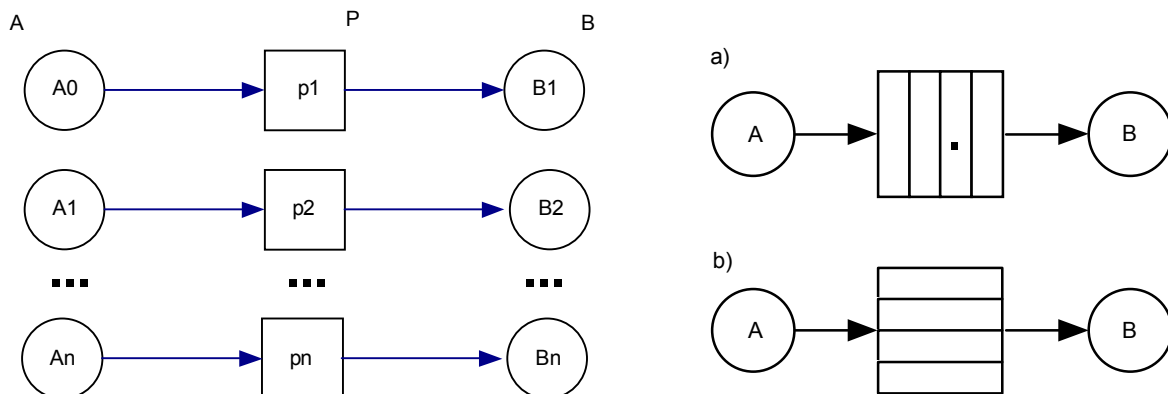 A P B
A0 p1 B1
A1 p2 B2
... ... ...
An pn Bn
a)
A B
b)
A B